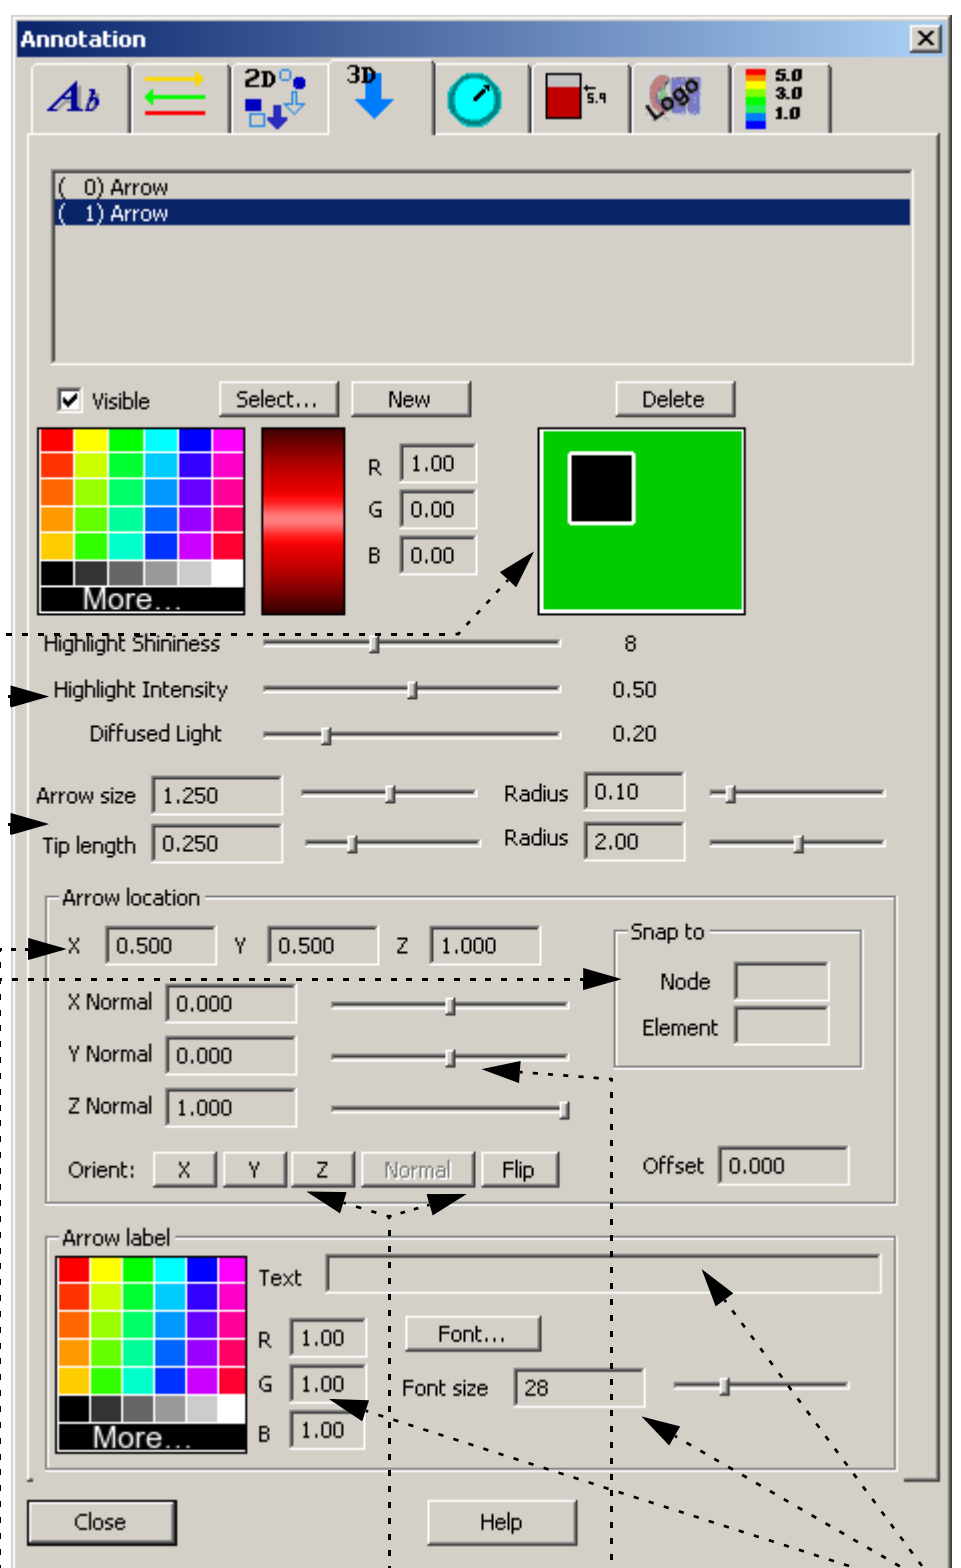 Annotation
Ab
2D
3D
5.9
Logo
5.0
3.0
1.0
( 0) Arrow
( 1) Arrow
Visible Select... New Delete
R 1.00
G 0.00
B 0.00
More...
Highlight Shininess 8
Highlight Intensity 0.50
Diffused Light 0.20
Arrow size 1.250 Radius 0.10
Tip length 0.250 Radius 2.00
Arrow location
X 0.500 Y 0.500 Z 1.000
Snap to
Node
Element
X Normal 0.000
Y Normal 0.000
Z Normal 1.000
Orient: X Y Z Normal Flip Offset 0.000
Arrow label
Text
R 1.00 Font...
G 1.00 Font size 28
B 1.00
More...
Close Help